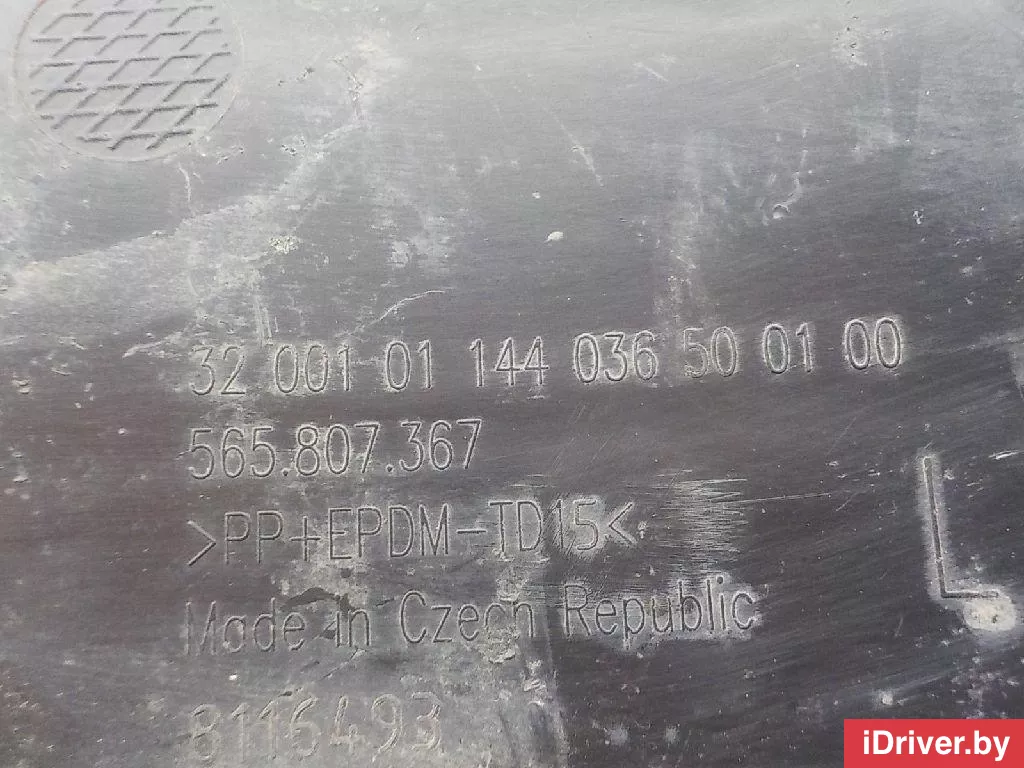 32 001 01 144 036 50 01 00
565.807.367
>PP+EPDM-TD15<
L
Made in Czech Republic
8116493
iDriver.by